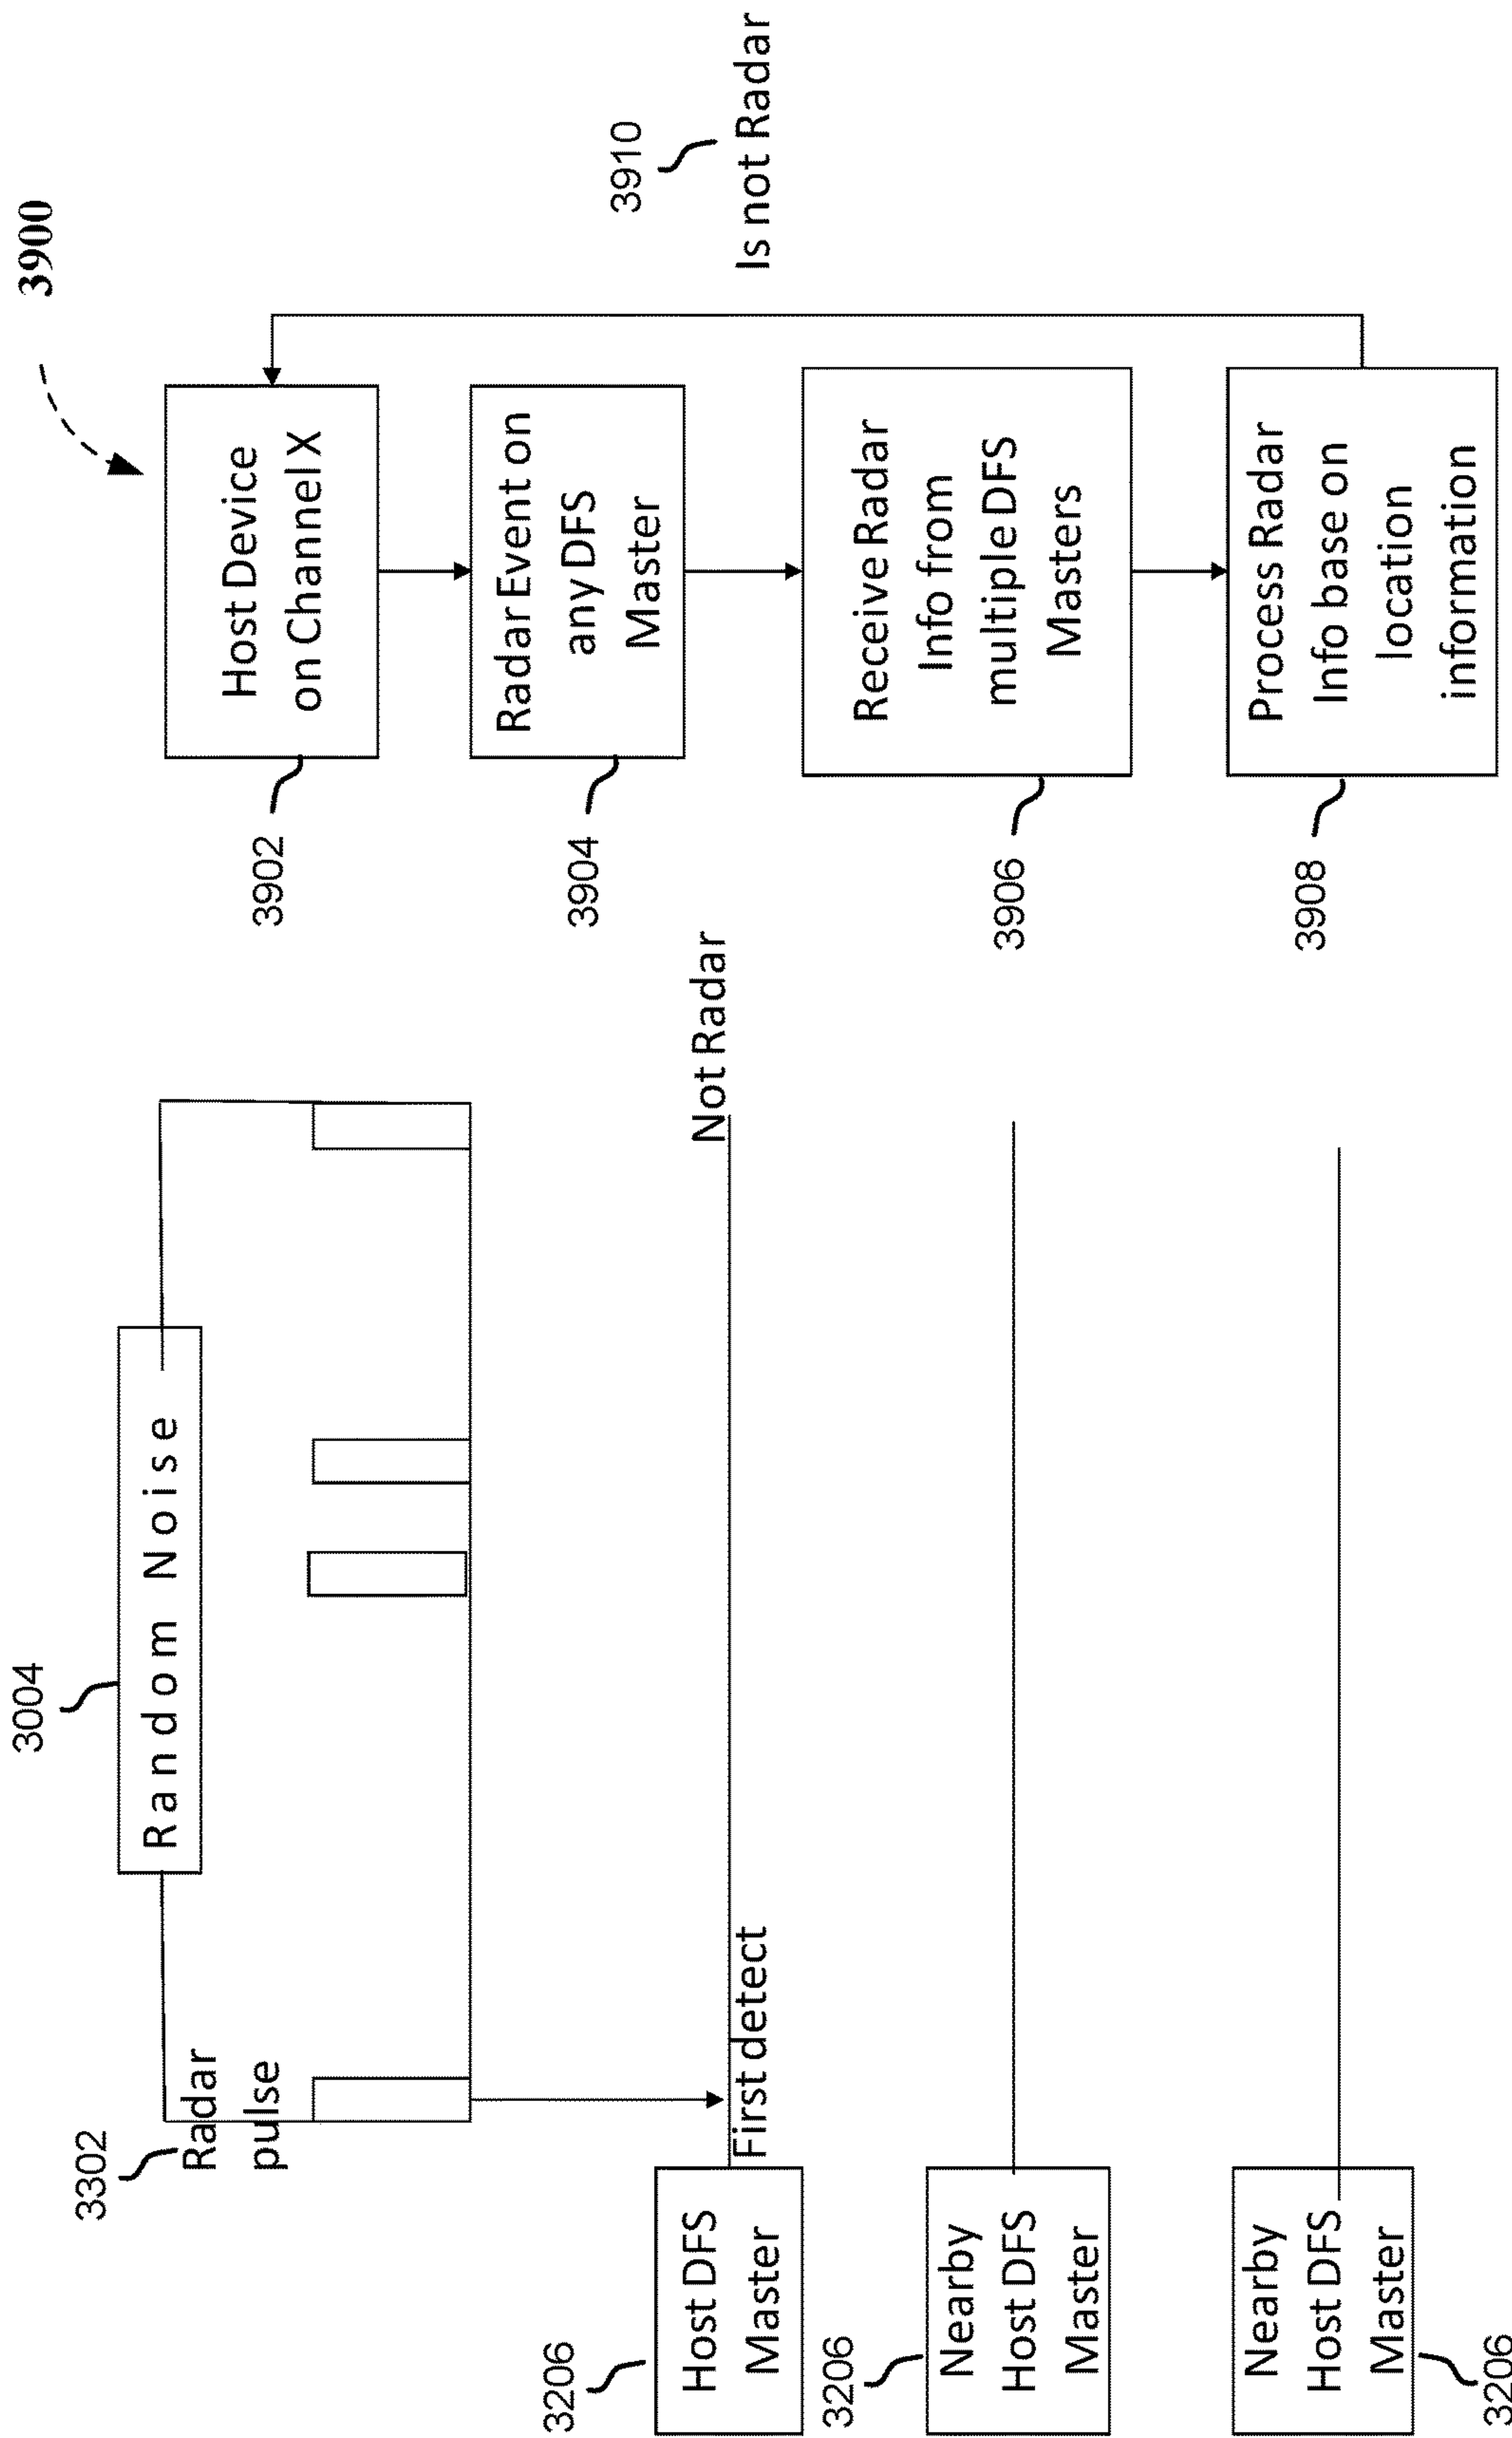 3900
3004
Random Noise
3302
Radar
pulse
3206
Host DFS
Master
First detect
Not Radar
3206
Nearby
Host DFS
Master
3206
Nearby
Host DFS
Master
Host Device
on Channel X
3902
Radar Event on
any DFS
Master
3904
Receive Radar
Info from
multiple DFS
Masters
3906
Process Radar
Info base on
location
information
3908
3910
Is not Radar